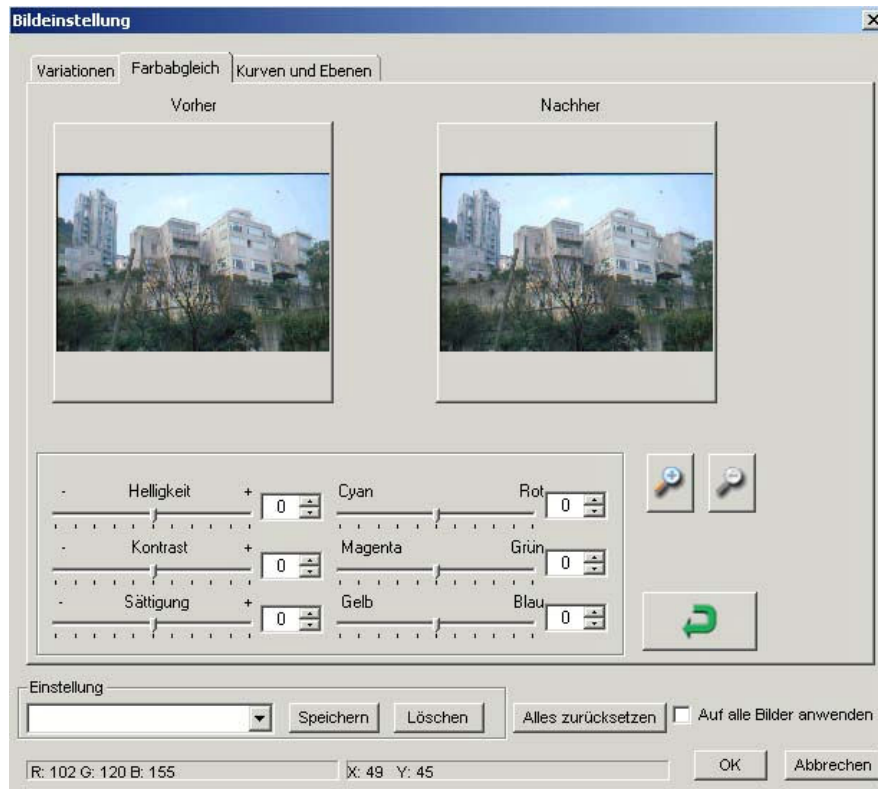 Bildeinstellung
Variationen Farbabgleich Kurven und Ebenen
Vorher Nachher
- Helligkeit + 0 Cyan Rot 0
- Kontrast + 0 Magenta Grün 0
- Sättigung + 0 Gelb Blau 0
Einstellung
Speichern Löschen Alles zurücksetzen Auf alle Bilder anwenden
R: 102 G: 120 B: 155 X: 49 Y: 45 OK Abbrechen